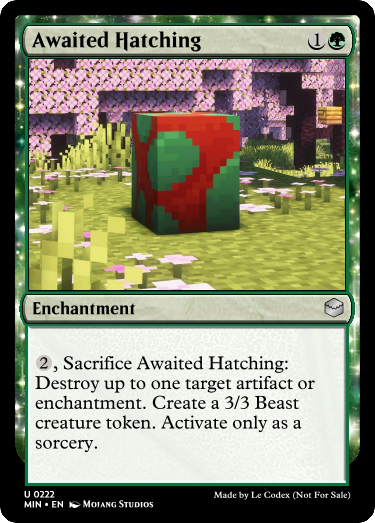 Awaited Hatching 1
Enchantment
2, Sacrifice Awaited Hatching:
Destroy up to one target artifact or
enchantment. Create a 3/3 Beast
creature token. Activate only as a
sorcery.
U 0222
MIN • EN Mojang Studios
Made by Le Codex (Not For Sale)